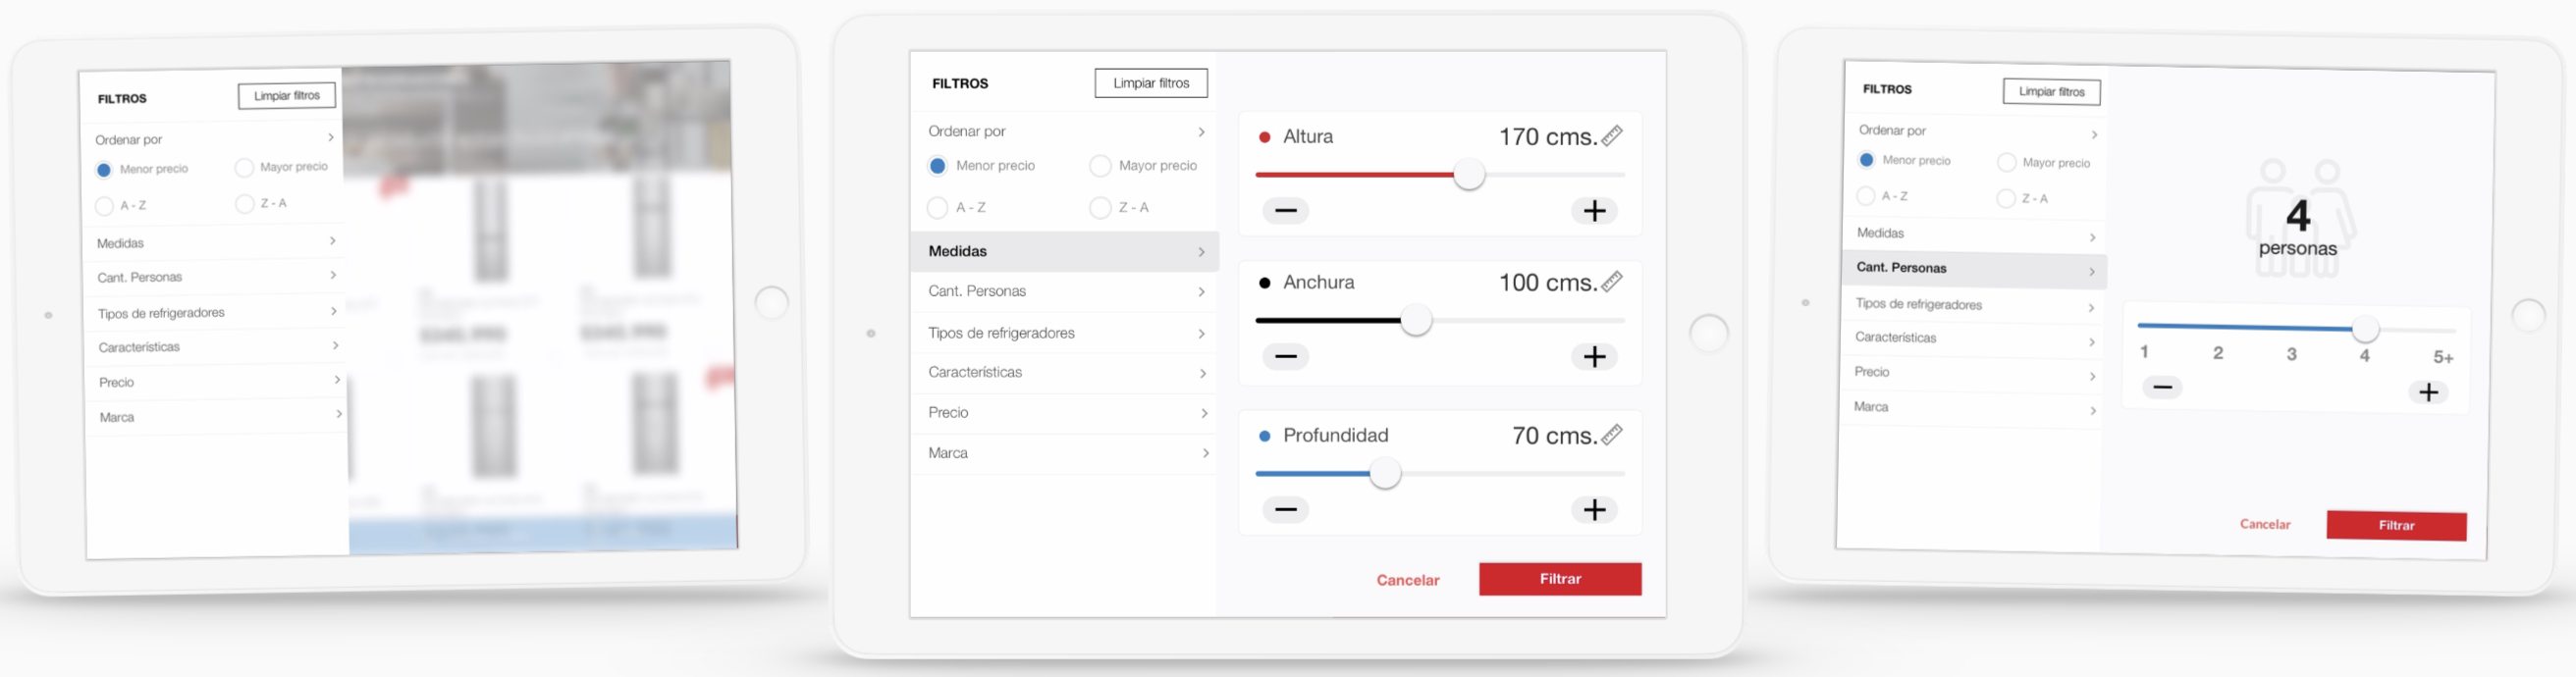 FILTROS
Limpiar filtros
Ordenar por
Menor precio
Mayor precio
A - Z
Z - A
Medidas
Cant. Personas
Tipos de refrigeradores
Características
Precio
Marca
FILTROS
Limpiar filtros
Ordenar por
Menor precio
Mayor precio
A - Z
Z - A
Medidas
Cant. Personas
Tipos de refrigeradores
Características
Precio
Marca
Altura
170 cms.
Anchura
100 cms.
Profundidad
70 cms.
Cancelar
Filtrar
FILTROS
Limpiar filtros
Ordenar por
Menor precio
Mayor precio
A - Z
Z - A
Medidas
Cant. Personas
Tipos de refrigeradores
Características
Precio
Marca
4
personas
1 2 3 4 5+
Cancelar
Filtrar